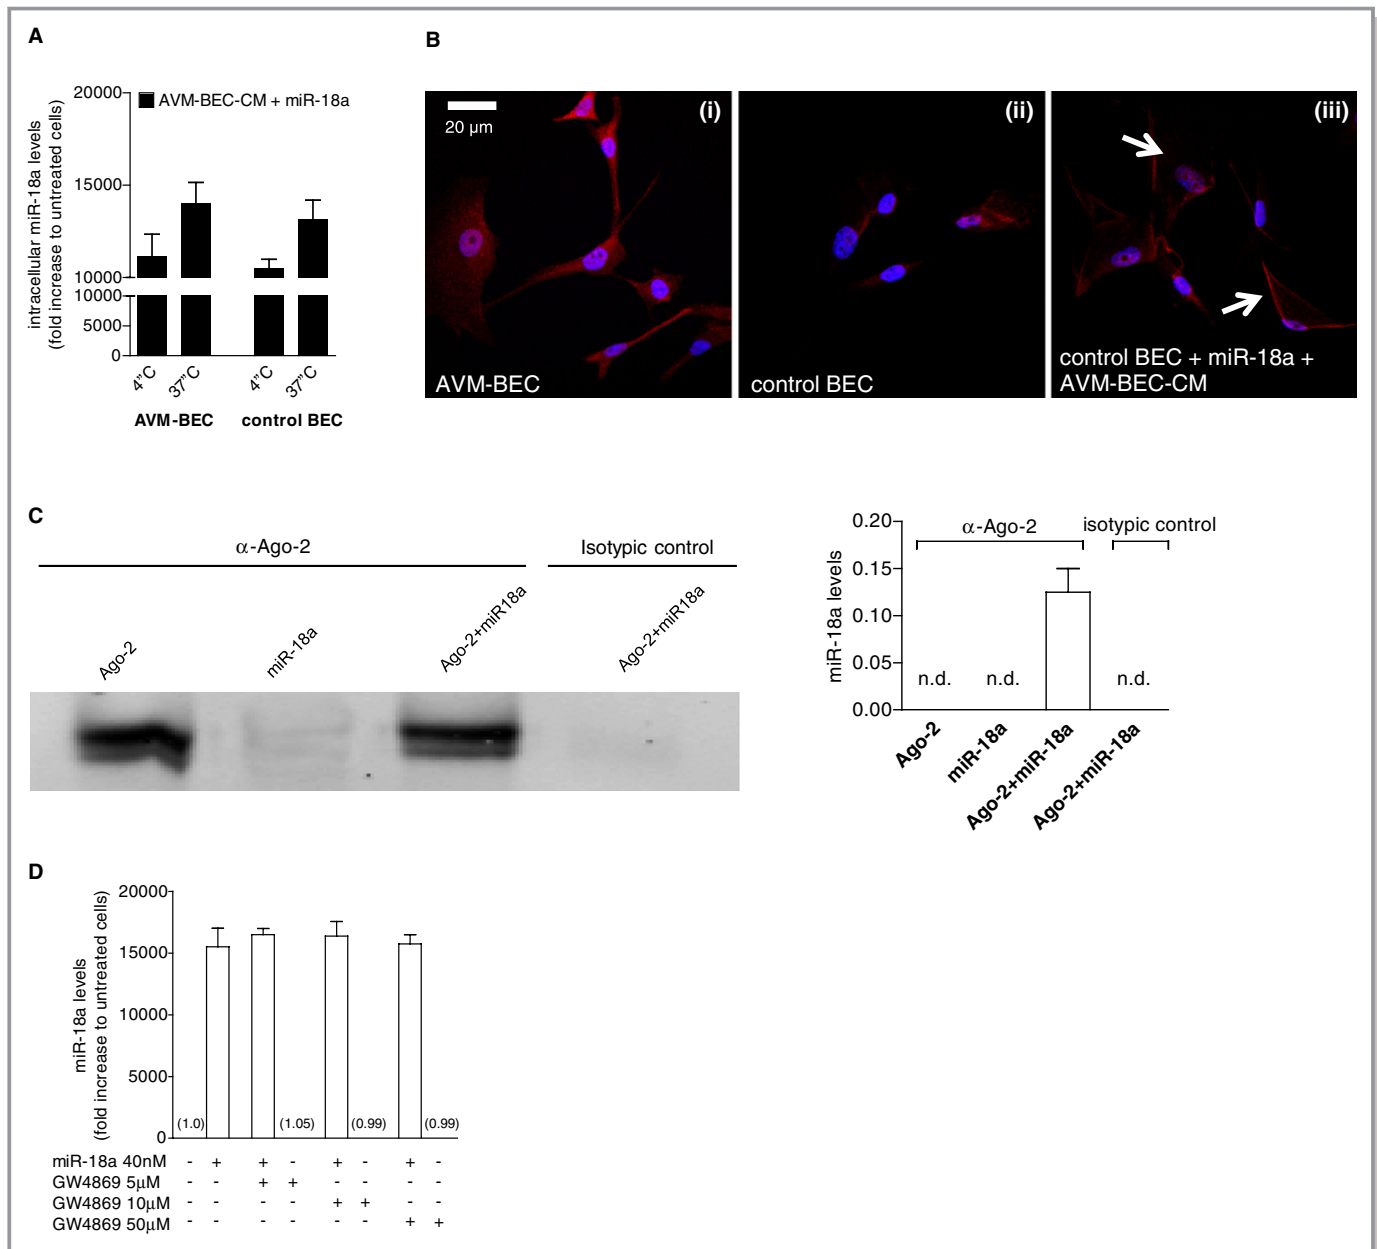 A
B
20000
15000
10000
10000
5000
0
intracellular miR-18a levels
(fold increase to untreated cells)
AVM-BEC-CM + miR-18a
4"C
37"C
4"C
37"C
AVM-BEC
control BEC
20 µm
(i)
(ii)
(iii)
AVM-BEC
control BEC
control BEC + miR-18a +
AVM-BEC-CM
C
α-Ago-2
Isotypic control
Ago-2
miR-18a
Ago-2+miR18a
Ago-2+miR18a
miR-18a levels
0.20
0.15
0.10
0.05
0.00
α-Ago-2
isotypic control
n.d.
n.d.
n.d.
Ago-2
miR-18a
Ago-2+miR-18a
Ago-2+miR-18a
D
miR-18a levels
(fold increase to untreated cells)
20000
15000
10000
5000
0
(1.0)
(1.05)
(0.99)
(0.99)
miR-18a 40nM - + + - + - + -
GW4869 5µM - - + + - - - -
GW4869 10µM - - - - + + - -
GW4869 50µM - - - - - - + +